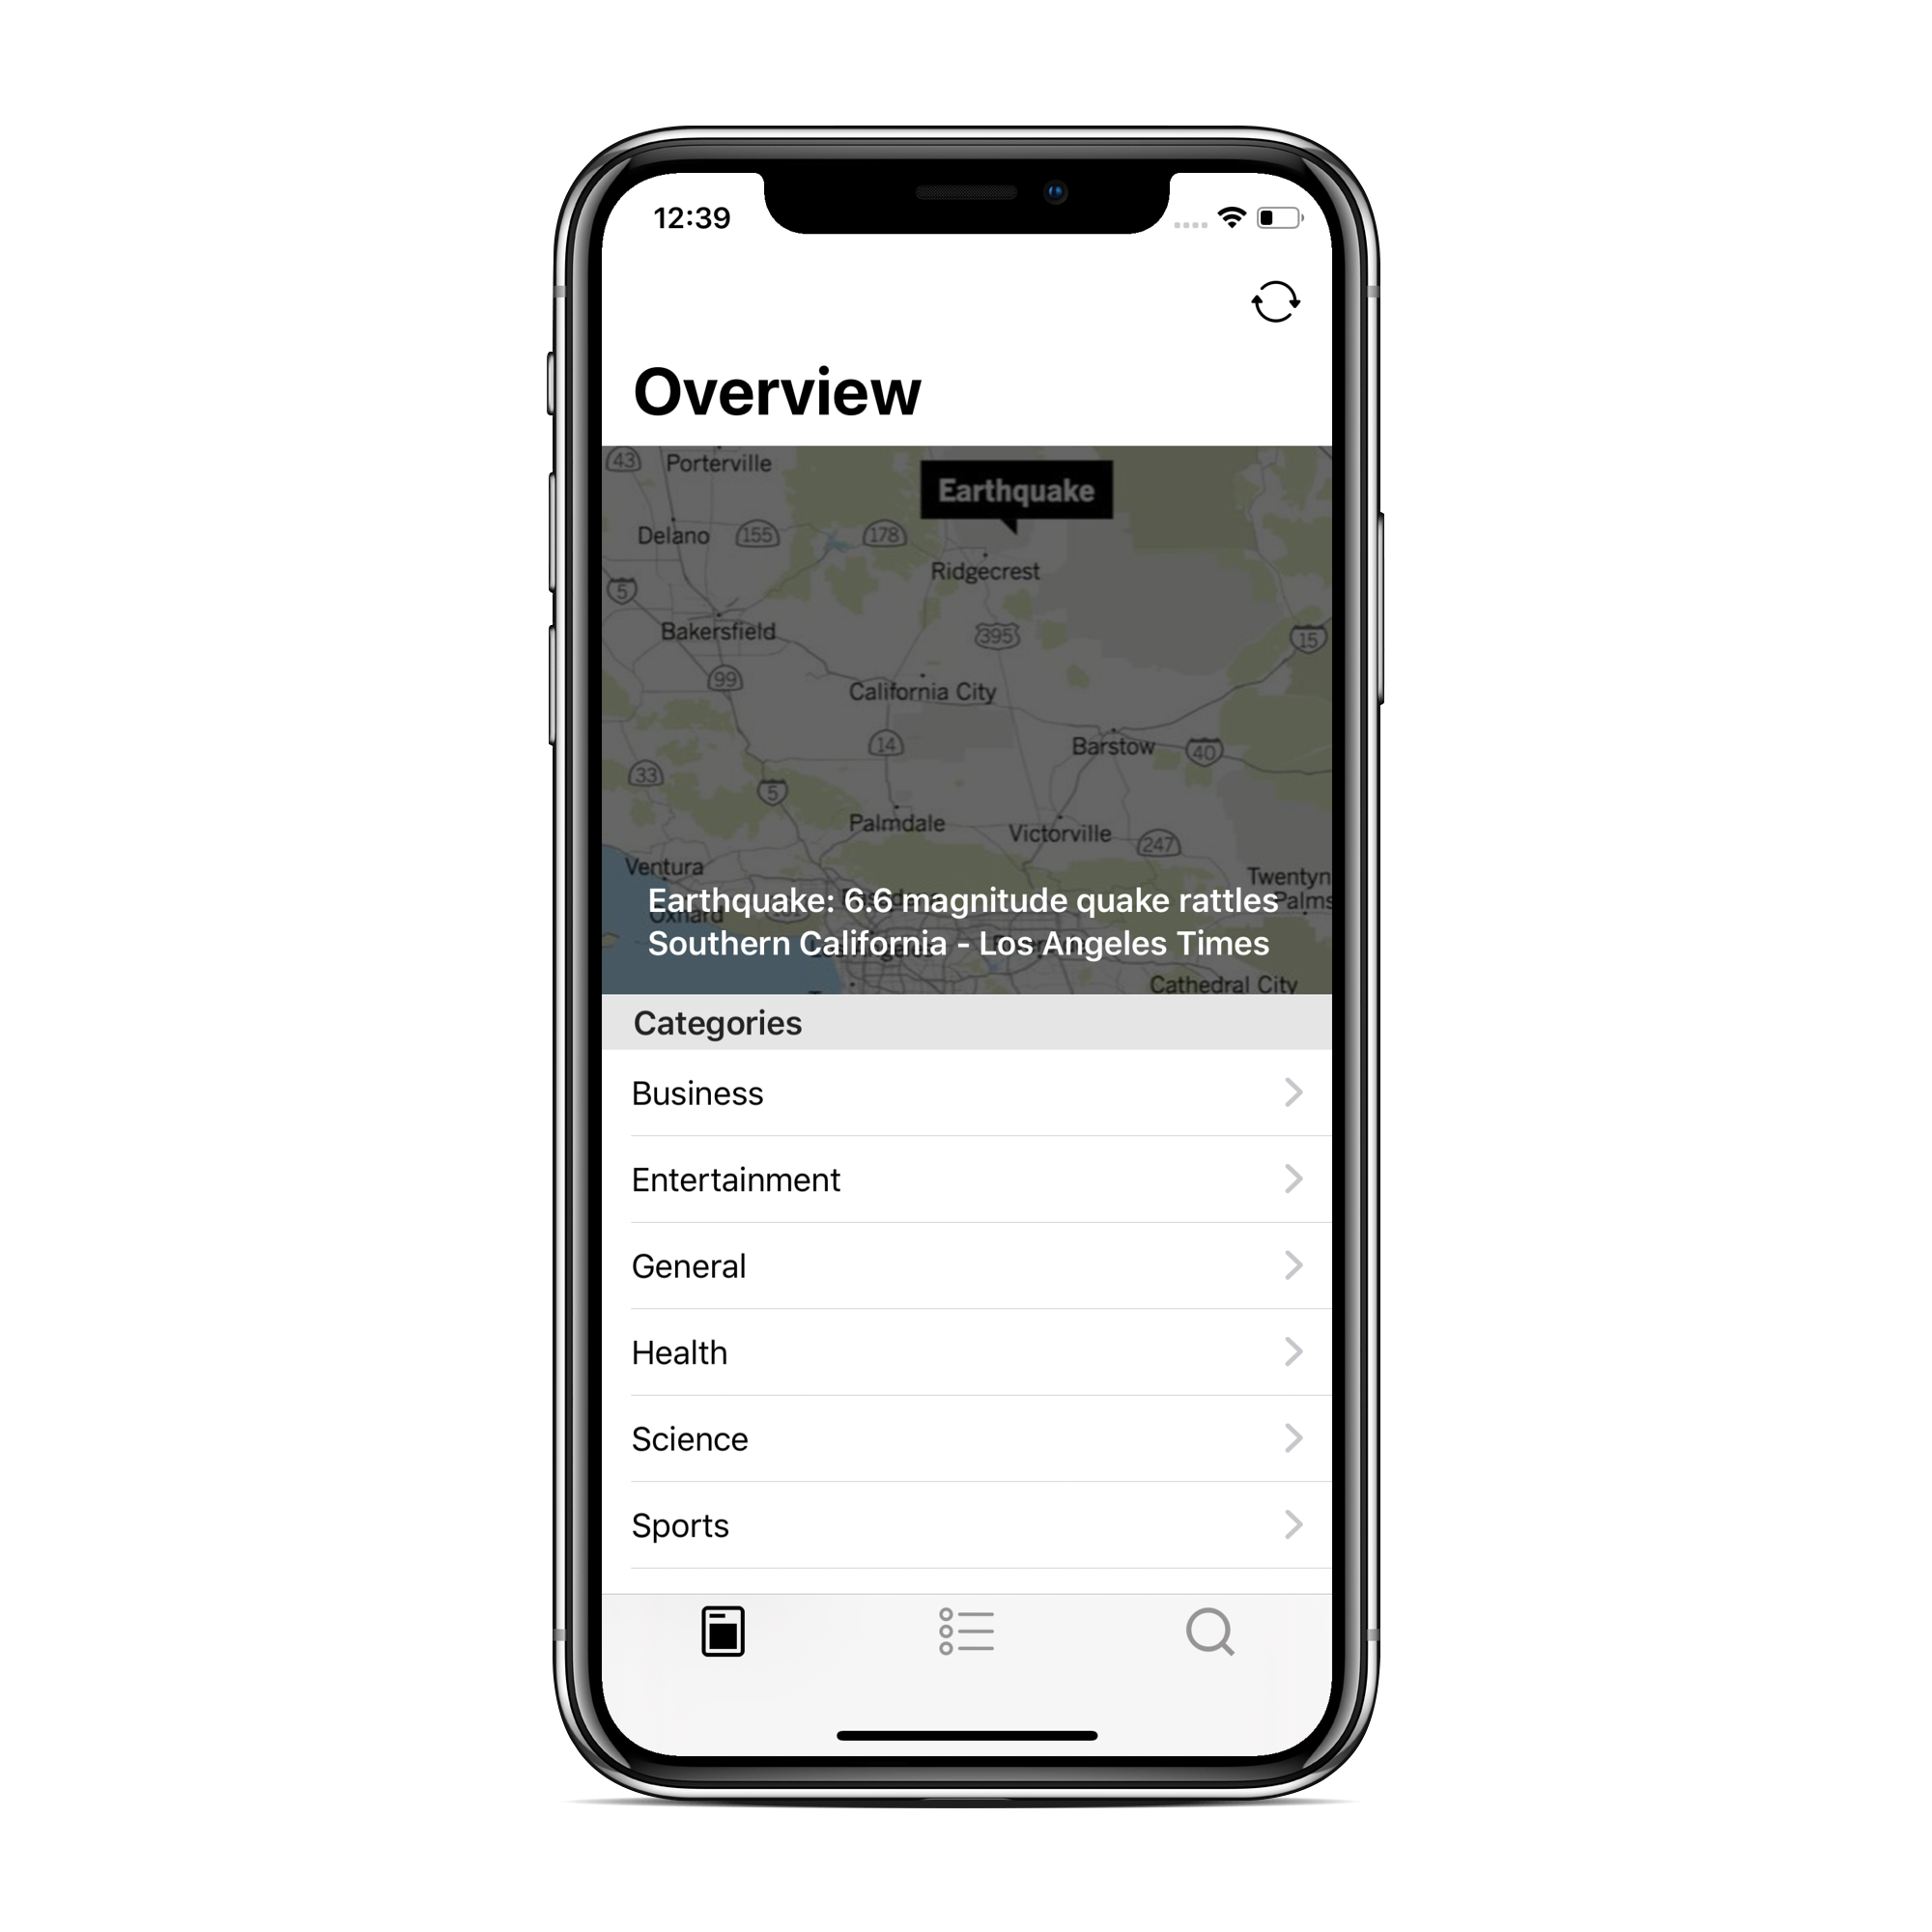 12:39
Overview
43
Porterville
Earthquake
Delano
155
178
Ridgecrest
5
Bakersfield
395
15
99
California City
14
Barstow
40
33
5
Palmdale
Victorville
247
Ventura
Twentyn
Palms
Earthquake: 6.6 magnitude quake rattles
Oxnard
Southern California - Los Angeles Times
Cathedral City
Categories
Business
Entertainment
General
Health
Science
Sports